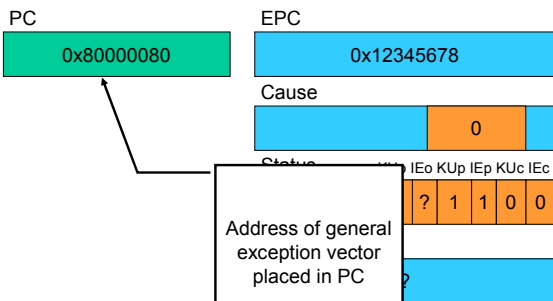 PC
EPC
0x80000080
0x12345678
Cause
0
Status
IEo KUp IEp KUc IEc
? 1 1 0 0
Address of general
exception vector
placed in PC
?